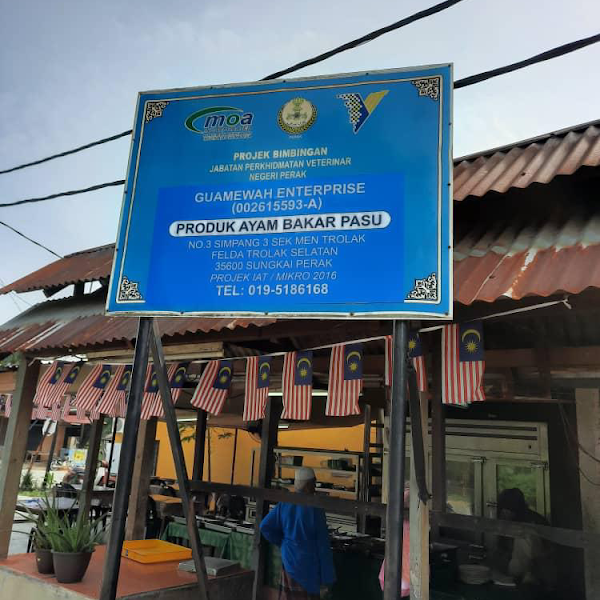 moa
PROJEK BIMBINGAN
JABATAN PERKHIDMATAN VETERINAR
NEGERI PERAK
GUAMEWAH ENTERPRISE
(002615593-A)
PRODUK AYAM BAKAR PASU
NO.3 SIMPANG 3 SEK MEN TROLAK
FELDA TROLAK SELATAN
35600 SUNGKAI PERAK
PROJEK IAT / MIKRO 2016
TEL: 019-5186168